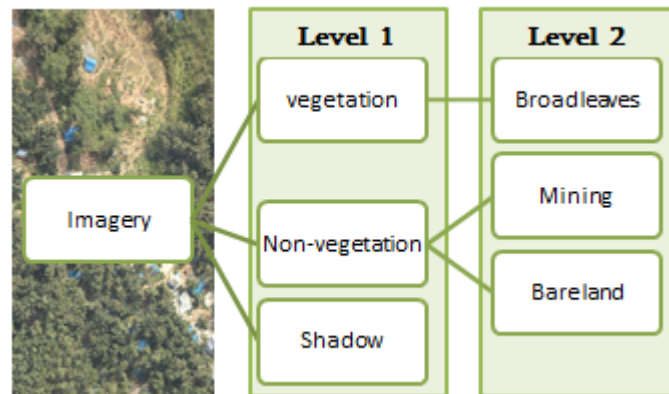 Level 1
Level 2
vegetation
Broadleaves
Mining
Imagery
Non-vegetation
Bareland
Shadow